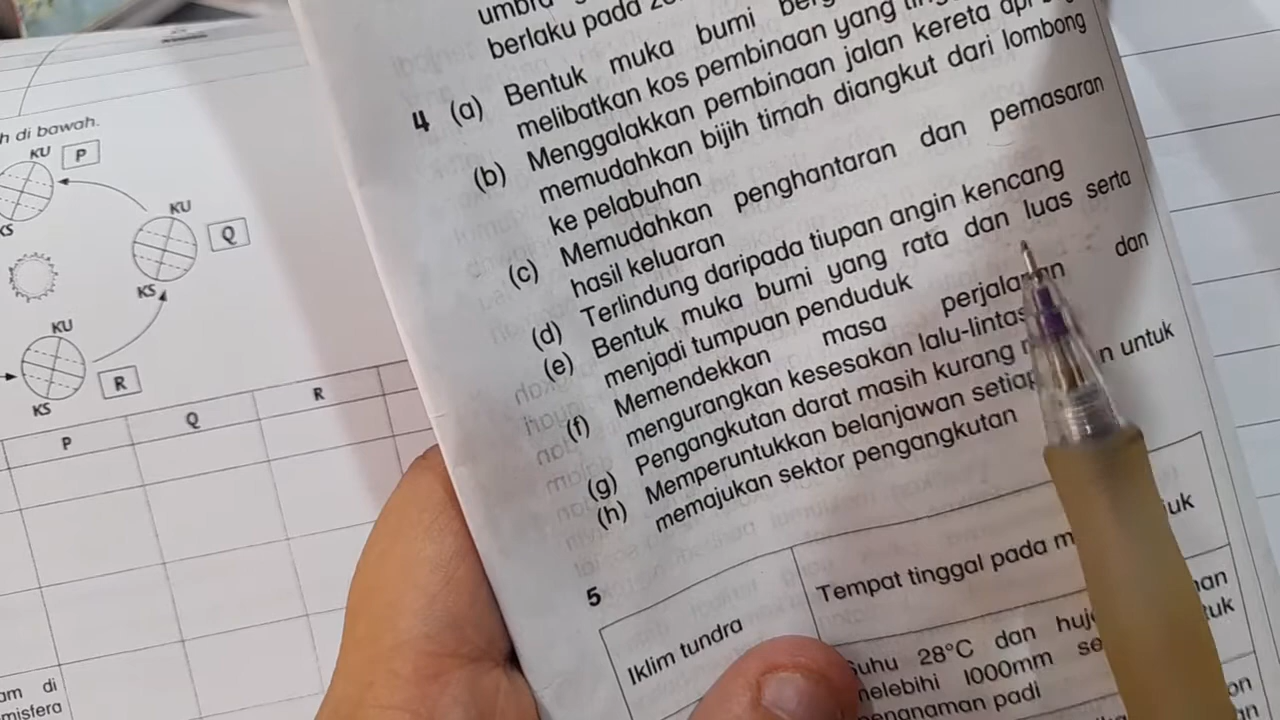 h di bawah.
KU
P
KS
KU
Q
KS
KU
R
KS
P
Q
R
am di
misfera
berlaku pada
4 (a) Bentuk muka bumi
melibatkan kos pembinaan yang
(b) Menggalakkan pembinaan jalan kereta api
memudahkan bijih timah diangkut dari lombong
ke pelabuhan
(c) Memudahkan penghantaran dan pemasaran
hasil keluaran
(d) Terlindung daripada tiupan angin kencang
(e) Bentuk muka bumi yang rata dan luas serta
menjadi tumpuan penduduk
(f) Memendekkan masa perjalanan dan
mengurangkan kesesakan lalu-lintas
(g) Pengangkutan darat masih kurang
(h) Memperuntukkan belanjawan setiap untuk
memajukan sektor pengangkutan
5
Iklim tundra
Tempat tinggal pada
Suhu 28°C dan
melebihi 1000mm
penanaman padi